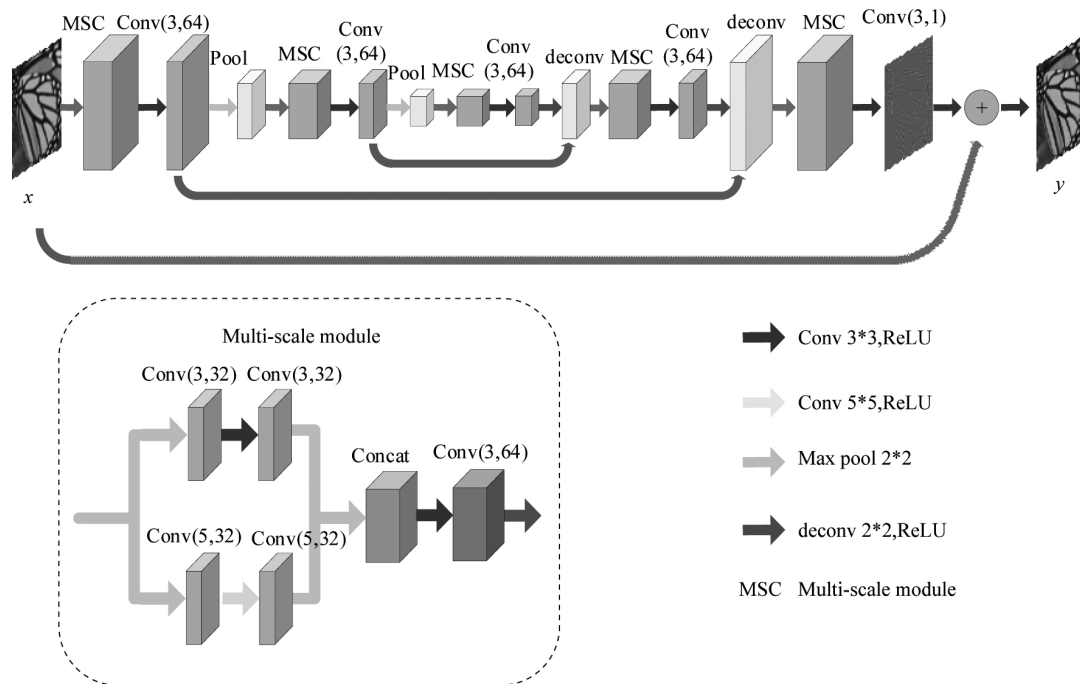 MSC
Conv(3,64)
Pool
MSC
Conv
(3,64)
Pool
MSC
Conv
(3,64)
deconv
MSC
Conv
(3,64)
deconv
MSC
Conv(3,1)
+
x
y
Multi-scale module
Conv(3,32)
Conv(3,32)
Concat
Conv(3,64)
Conv(5,32)
Conv(5,32)
Conv 3*3,ReLU
Conv 5*5,ReLU
Max pool 2*2
deconv 2*2,ReLU
MSC Multi-scale module